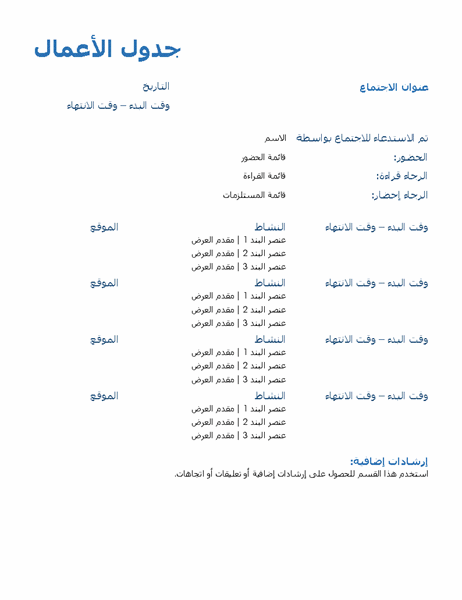 جدول الأعمال
عنوان الاجتماع التاريخ
وقت البدء – وقت الانتهاء
تم الاستدعاء للاجتماع بواسطة الاسم
الحضور: قائمة الحضور
الرجاء قراءة: قائمة القراءة
الرجاء إحضار: قائمة المستلزمات
وقت البدء – وقت الانتهاء النشاط الموقع
عنصر البند 1 | مقدم العرض
عنصر البند 2 | مقدم العرض
عنصر البند 3 | مقدم العرض
وقت البدء – وقت الانتهاء النشاط الموقع
عنصر البند 1 | مقدم العرض
عنصر البند 2 | مقدم العرض
عنصر البند 3 | مقدم العرض
وقت البدء – وقت الانتهاء النشاط الموقع
عنصر البند 1 | مقدم العرض
عنصر البند 2 | مقدم العرض
عنصر البند 3 | مقدم العرض
وقت البدء – وقت الانتهاء النشاط الموقع
عنصر البند 1 | مقدم العرض
عنصر البند 2 | مقدم العرض
عنصر البند 3 | مقدم العرض
إرشادات إضافية:
استخدم هذا القسم للحصول على إرشادات إضافية أو تعليقات أو اتجاهات.